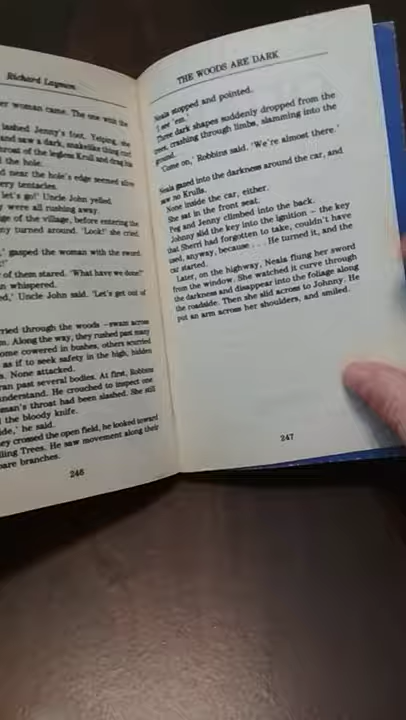 Richard Laymon
er woman came. The one with the
lashed Jenny's foot. Yelping, she
and saw a dark, snakelike thing curl
throat of the legless Krull and drag his
l the hole.
d near the hole's edge seemed alive
ery tentacles.
let's go!' Uncle John yelled.
y were all rushing away.
ge of the village, before entering the
ny turned around. 'Look!' she cried.
,' gasped the woman with the sword.
of them stared. 'What have we done?'
n whispered.
ed,' Uncle John said. 'Let's get out of
ried through the woods – swam across
m. Along the way, they rushed past many
ome cowered in bushes, others scurried
as if to seek safety in the high, hidden
s. None attacked.
ran past several bodies. At first, Robbins
understand. He crouched to inspect one.
man's throat had been slashed. She still
l the bloody knife.
ide,' he said.
hey crossed the open field, he looked toward
lling Trees. He saw movement along their
bare branches.
246
THE WOODS ARE DARK
Neala stopped and pointed.
'I see 'em.'
Three dark shapes suddenly dropped from the
trees, crashing through limbs, slamming into the
ground.
'Come on,' Robbins said. 'We're almost there.'
Neala gazed into the darkness around the car, and
saw no Krulls.
None inside the car, either.
She sat in the front seat.
Peg and Jenny climbed into the back.
Johnny slid the key into the ignition – the key
that Sherri had forgotten to take, couldn't have
used, anyway, because . . . He turned it, and the
car started.
Later, on the highway, Neala flung her sword
from the window. She watched it curve through
the darkness and disappear into the foliage along
the roadside. Then she slid across to Johnny. He
put an arm across her shoulders, and smiled.
247